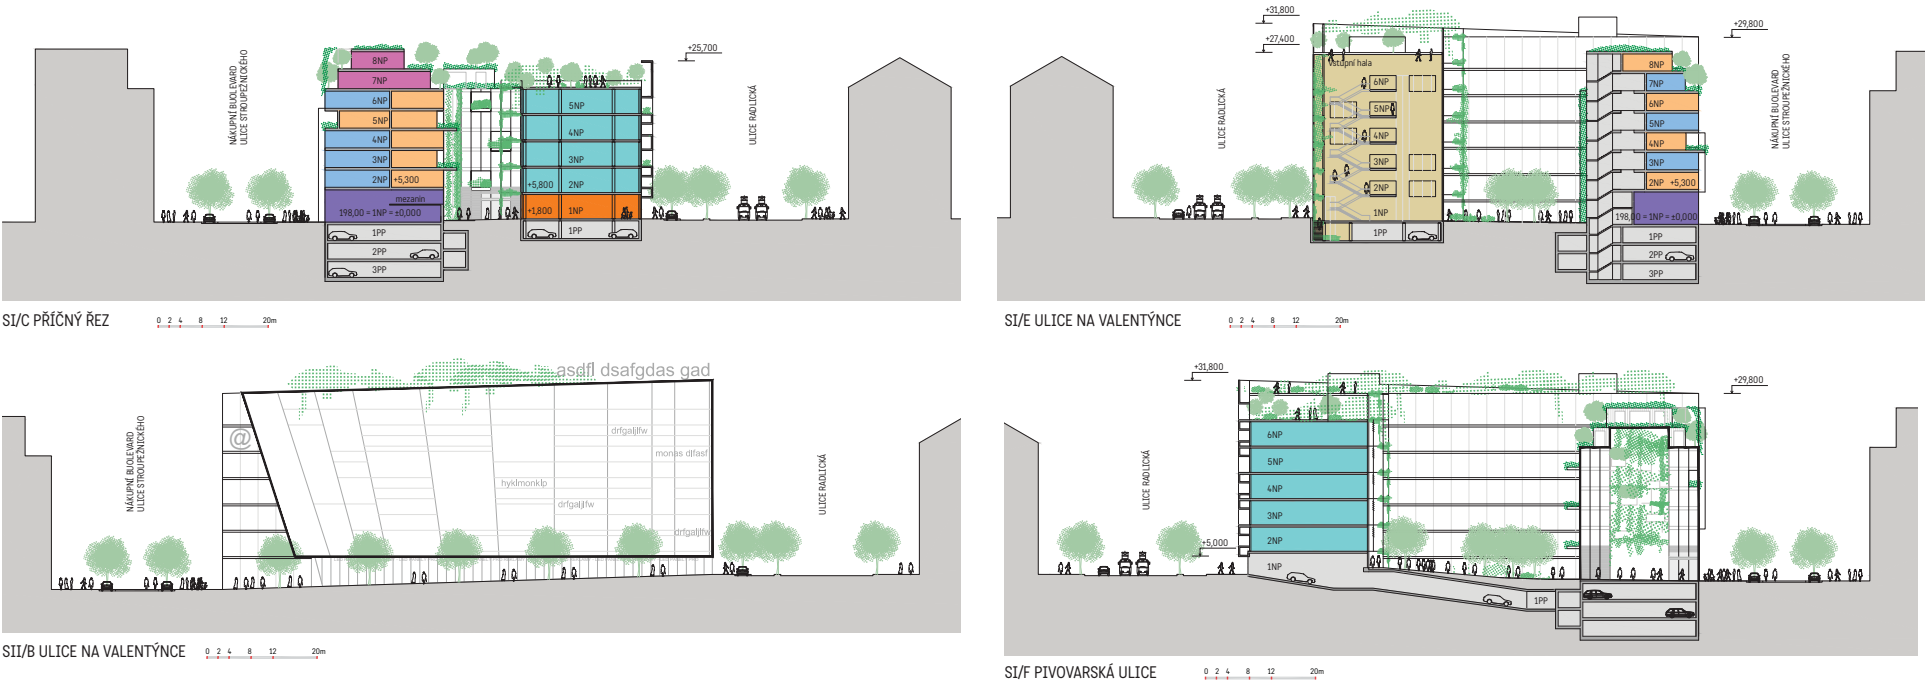 NÁKUPNÍ BUOLEVARD
ULICE STROUPEŽNICKÉHO
8NP
7NP
6NP
5NP
4NP
3NP
2NP +5,300
mezanin
198,00 = 1NP = ±0,000
1PP
2PP
3PP
5NP
4NP
3NP
+5,800 2NP
+1,800 1NP
1PP
+25,700
ULICE RADLICKÁ
SI/C PŘÍČNÝ ŘEZ
0 2 4 8 12 20m
ULICE RADLICKÁ
+31,800
+27,400
Vstupní hala
6NP
5NP
4NP
3NP
2NP
1NP
1PP
+29,800
8NP
7NP
6NP
5NP
4NP
3NP
2NP +5,300
198,00 = 1NP = ±0,000
1PP
2PP
3PP
NÁKUPNÍ BUOLEVARD
ULICE STROUPEŽNICKÉHO
SI/E ULICE NA VALENTÝNCE
0 2 4 8 12 20m
NÁKUPNÍ BUOLEVARD
ULICE STROUPEŽNICKÉHO
asdfl dsafgdas gad
@
drfgaljlfw
monas dlfasf
hyklmonklp
drfgaljlfw
drfgaljlfw
ULICE RADLICKÁ
SII/B ULICE NA VALENTÝNCE
0 2 4 8 12 20m
ULICE RADLICKÁ
+31,800
+5,000
6NP
5NP
4NP
3NP
2NP
1NP
1PP
+29,800
SI/F PIVOVARSKÁ ULICE
0 2 4 8 12 20m